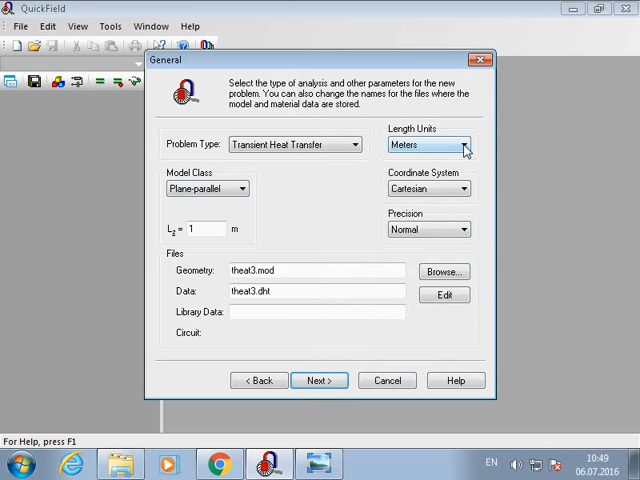 QuickField
File Edit View Tools Window Help
General
Select the type of analysis and other parameters for the new
problem. You can also change the names for the files where the
model and material data are stored.
Length Units
Problem Type: Transient Heat Transfer Meters
Model Class Coordinate System
Plane-parallel Cartesian
Precision
Lz = 1 m Normal
Files
Geometry: theat3.mod Browse...
Data: theat3.dht Edit
Library Data:
Circuit:
< Back Next > Cancel Help
For Help, press F1
EN 10:49
06.07.2016